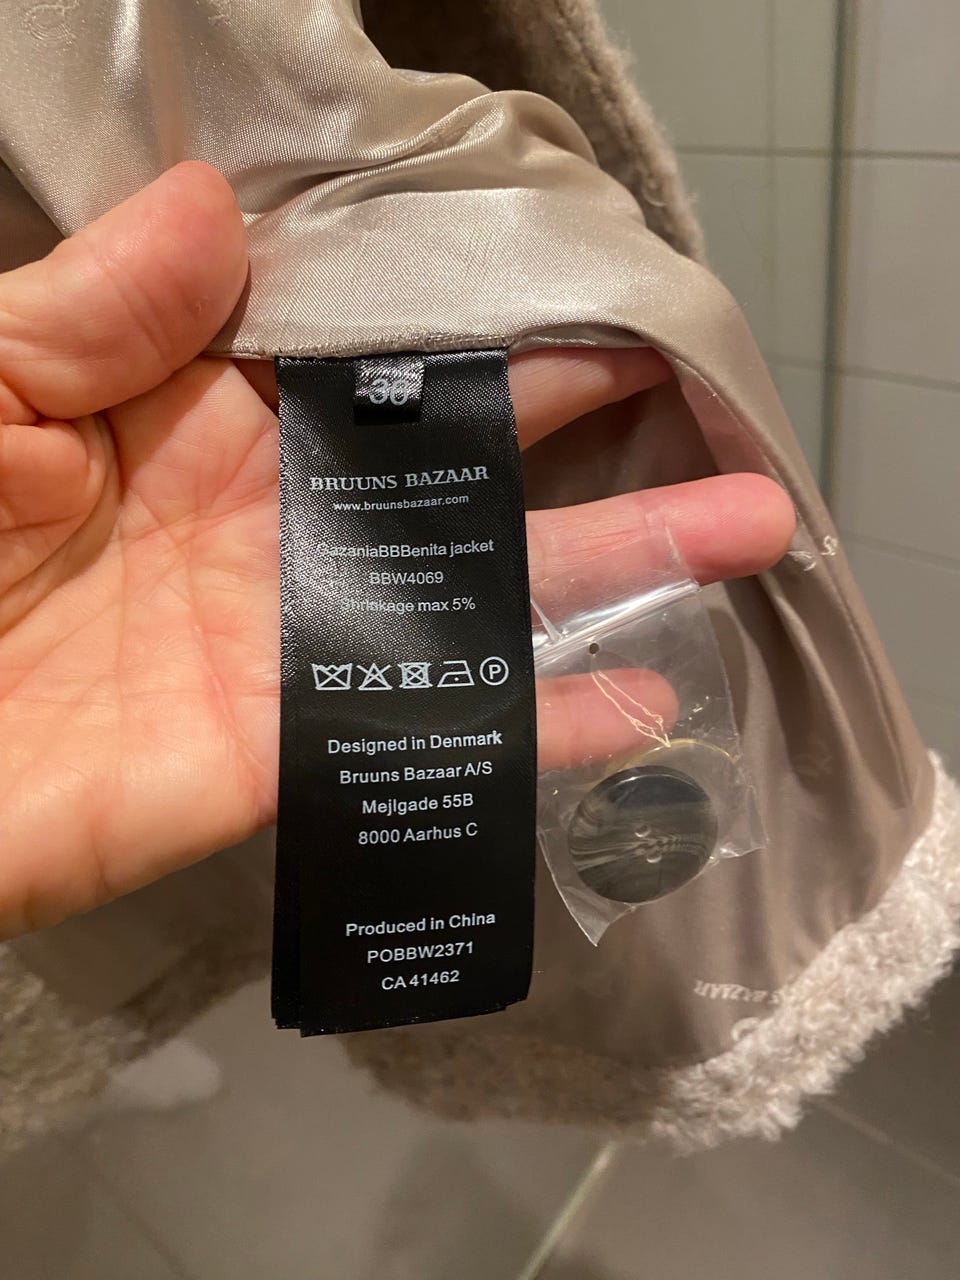 36
BRUUNS BAZAAR
www.bruunsbazaar.com
GazaniaBBBenita jacket
BBW4069
Shrinkage max 5%
P
Designed in Denmark
Bruuns Bazaar A/S
Mejlgade 55B
8000 Aarhus C
Produced in China
POBBW2371
CA 41462
BAZAAR